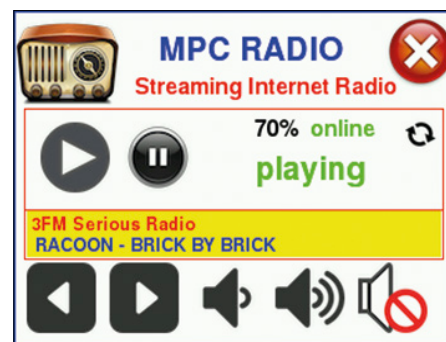 MPC RADIO
Streaming Internet Radio
70% online
playing
3FM Serious Radio
RACOON - BRICK BY BRICK